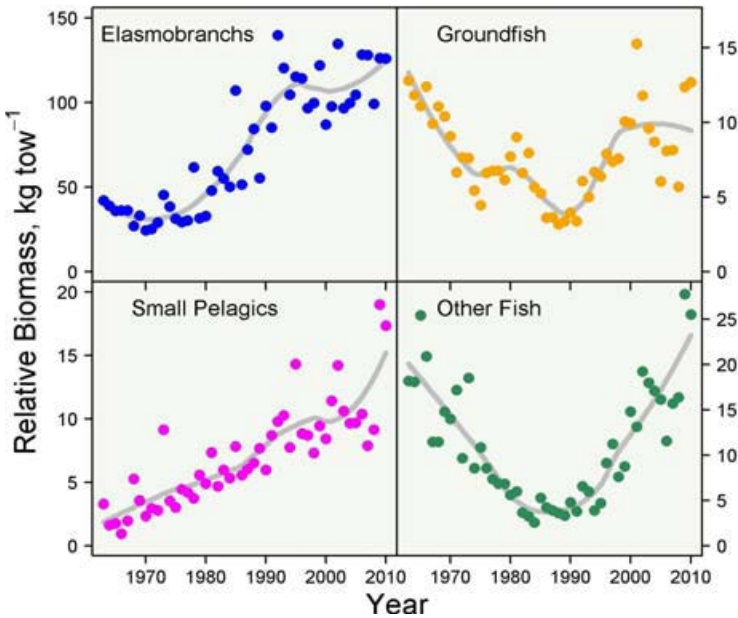 Relative Biomass, kg tow⁻¹
Elasmobranchs
150
100
50
0
Groundfish
15
10
5
0
Small Pelagics
20
15
10
5
0
Other Fish
25
20
15
10
5
0
1970 1980 1990 2000 2010
1970 1980 1990 2000 2010
Year